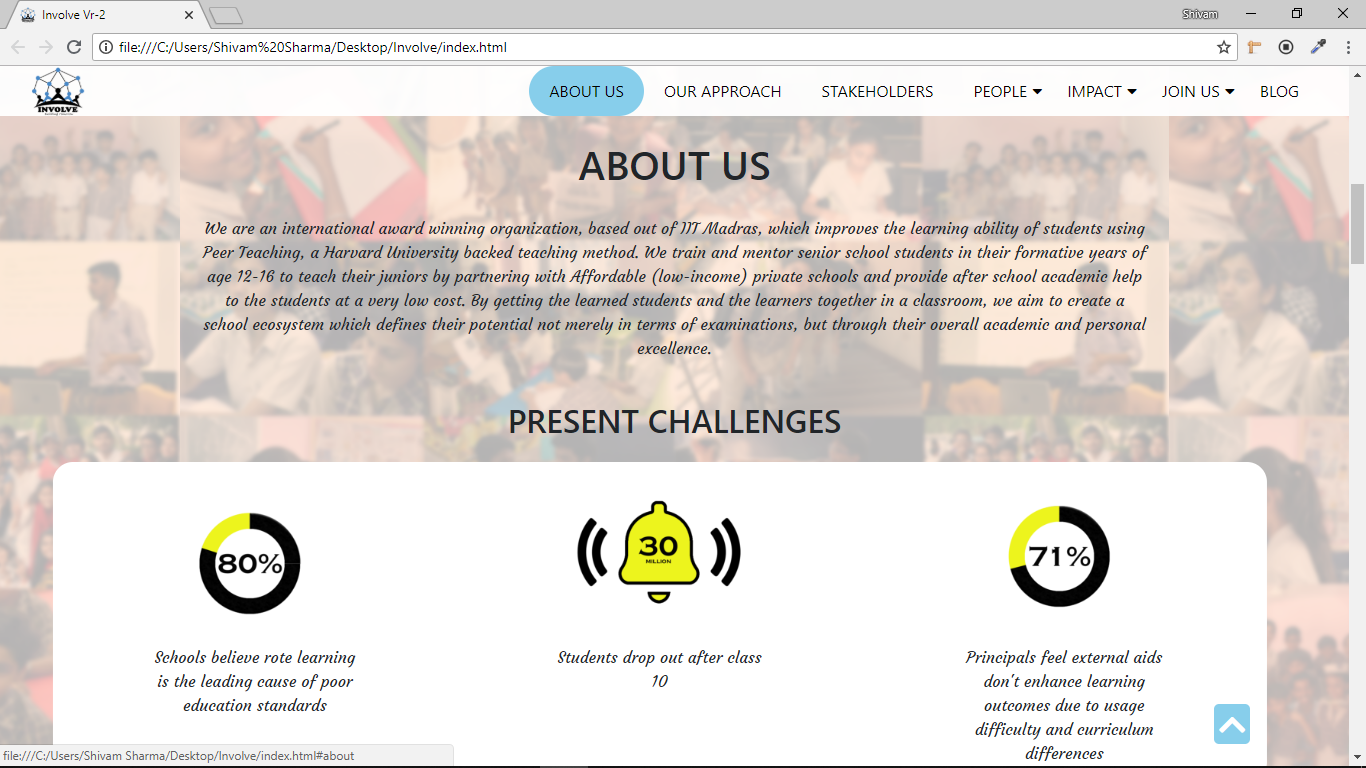 Involve Vr-2
Shivam
file:///C:/Users/Shivam%20Sharma/Desktop/Involve/index.html
INVOLVE
ABOUT US
OUR APPROACH
STAKEHOLDERS
PEOPLE
IMPACT
JOIN US
BLOG
ABOUT US
We are an international award winning organization, based out of IIT Madras, which improves the learning ability of students using
Peer Teaching, a Harvard University backed teaching method. We train and mentor senior school students in their formative years of
age 12-16 to teach their juniors by partnering with Affordable (low-income) private schools and provide after school academic help
to the students at a very low cost. By getting the learned students and the learners together in a classroom, we aim to create a
school ecosystem which defines their potential not merely in terms of examinations, but through their overall academic and personal
excellence.
PRESENT CHALLENGES
80%
Schools believe rote learning
is the leading cause of poor
education standards
30
MILLION
Students drop out after class
10
71%
Principals feel external aids
don't enhance learning
outcomes due to usage
difficulty and curriculum
differences
file:///C:/Users/Shivam Sharma/Desktop/Involve/index.html#about